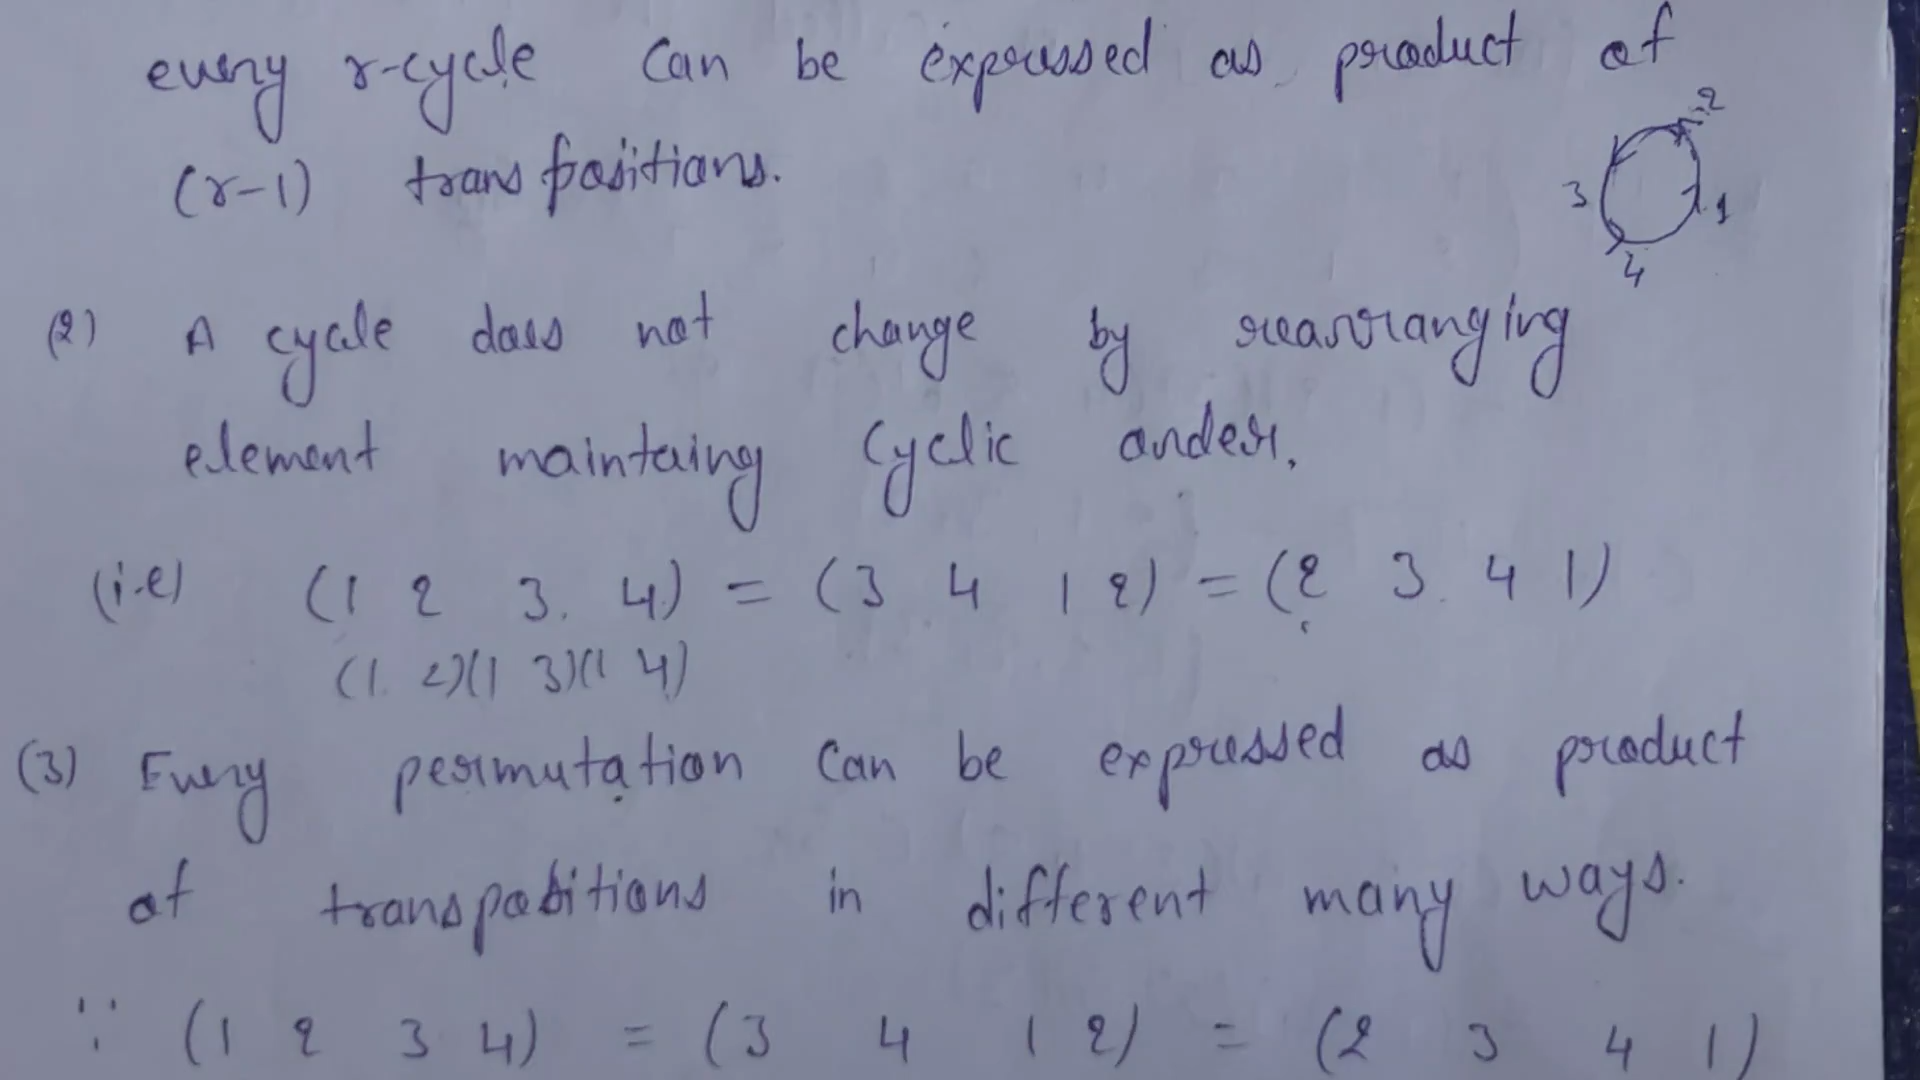 every r-cycle can be expressed as product of
(r-1) transpositions.
2
3
1
4
(2) A cycle does not change by rearranging
element maintaing cyclic order.
(i.e) (1 2 3. 4) = (3 4 1 2) = (2 3. 4 1)
(1 2)(1 3)(1 4)
(3) Every permutation can be expressed as product
of transpositions in different many ways.
∵ (1 2 3 4) = (3 4 1 2) = (2 3 4 1)